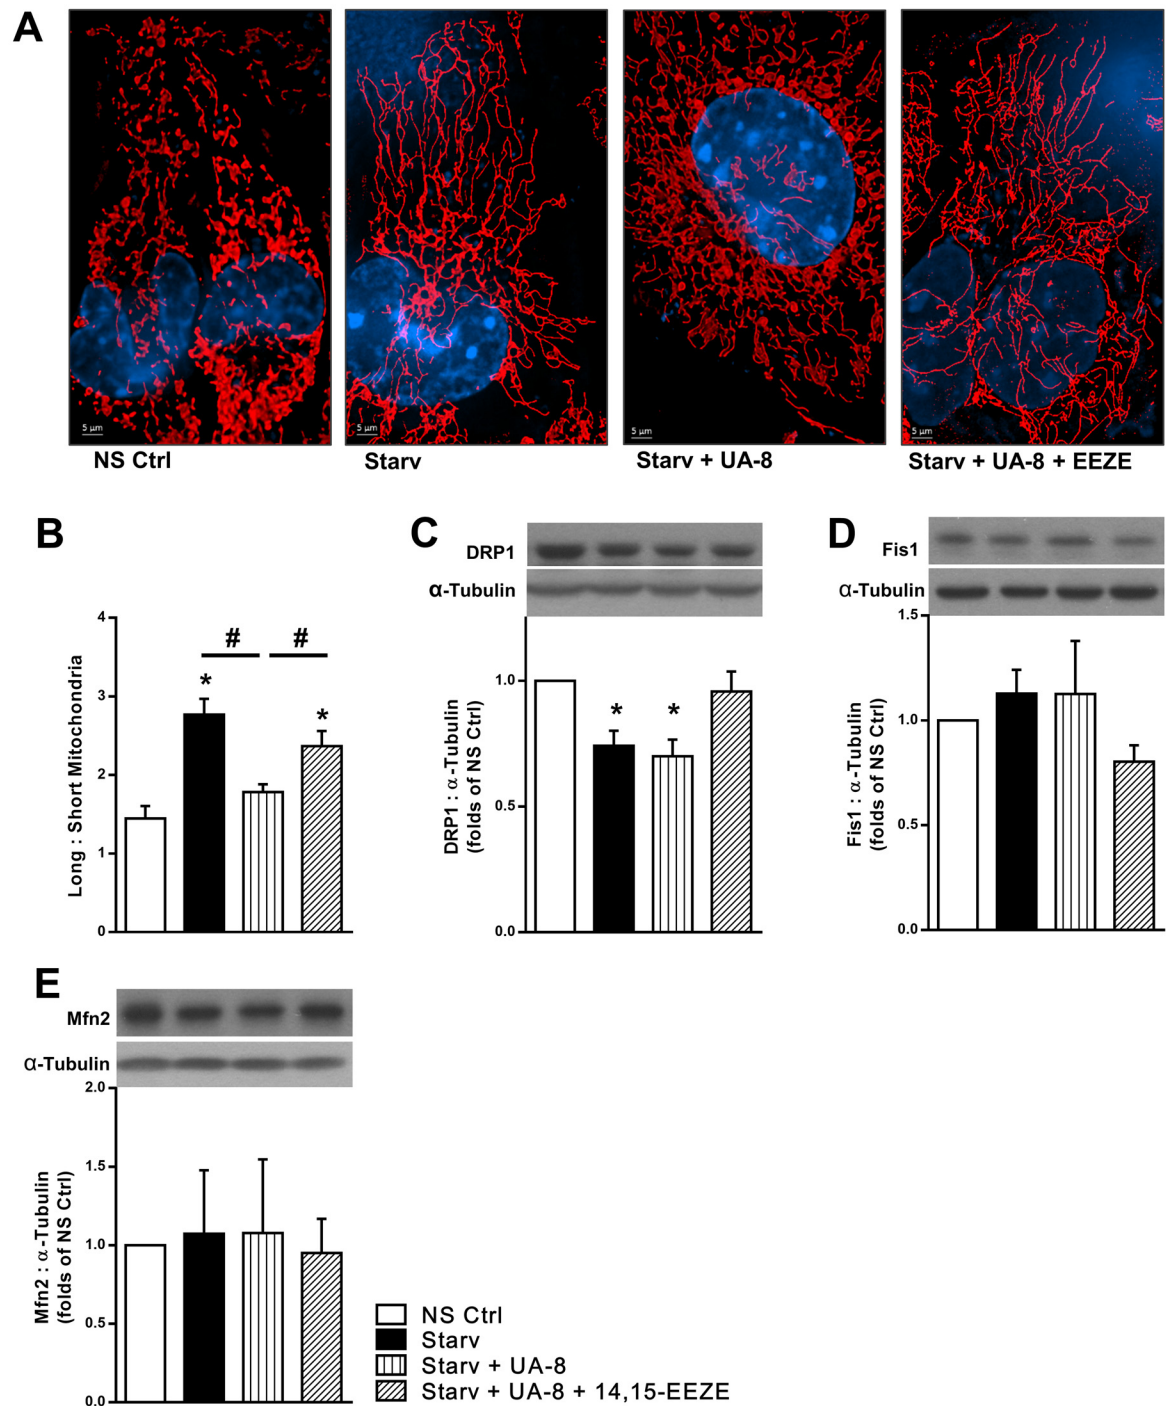 A
5 µm
5 µm
5 µm
5 µm
NS Ctrl
Starv
Starv + UA-8
Starv + UA-8 + EEZE
B
Long : Short Mitochondria
4
3
2
1
0
#
#
*
*
C
DRP1
α-Tubulin
DRP1 : α-Tubulin
(folds of NS Ctrl)
1.0
0.5
0.0
*
*
D
Fis1
α-Tubulin
Fis1 : α-Tubulin
(folds of NS Ctrl)
1.5
1.0
0.5
0.0
E
Mfn2
α-Tubulin
Mfn2 : α-Tubulin
(folds of NS Ctrl)
2.0
1.5
1.0
0.5
0.0
NS Ctrl
Starv
Starv + UA-8
Starv + UA-8 + 14,15-EEZE